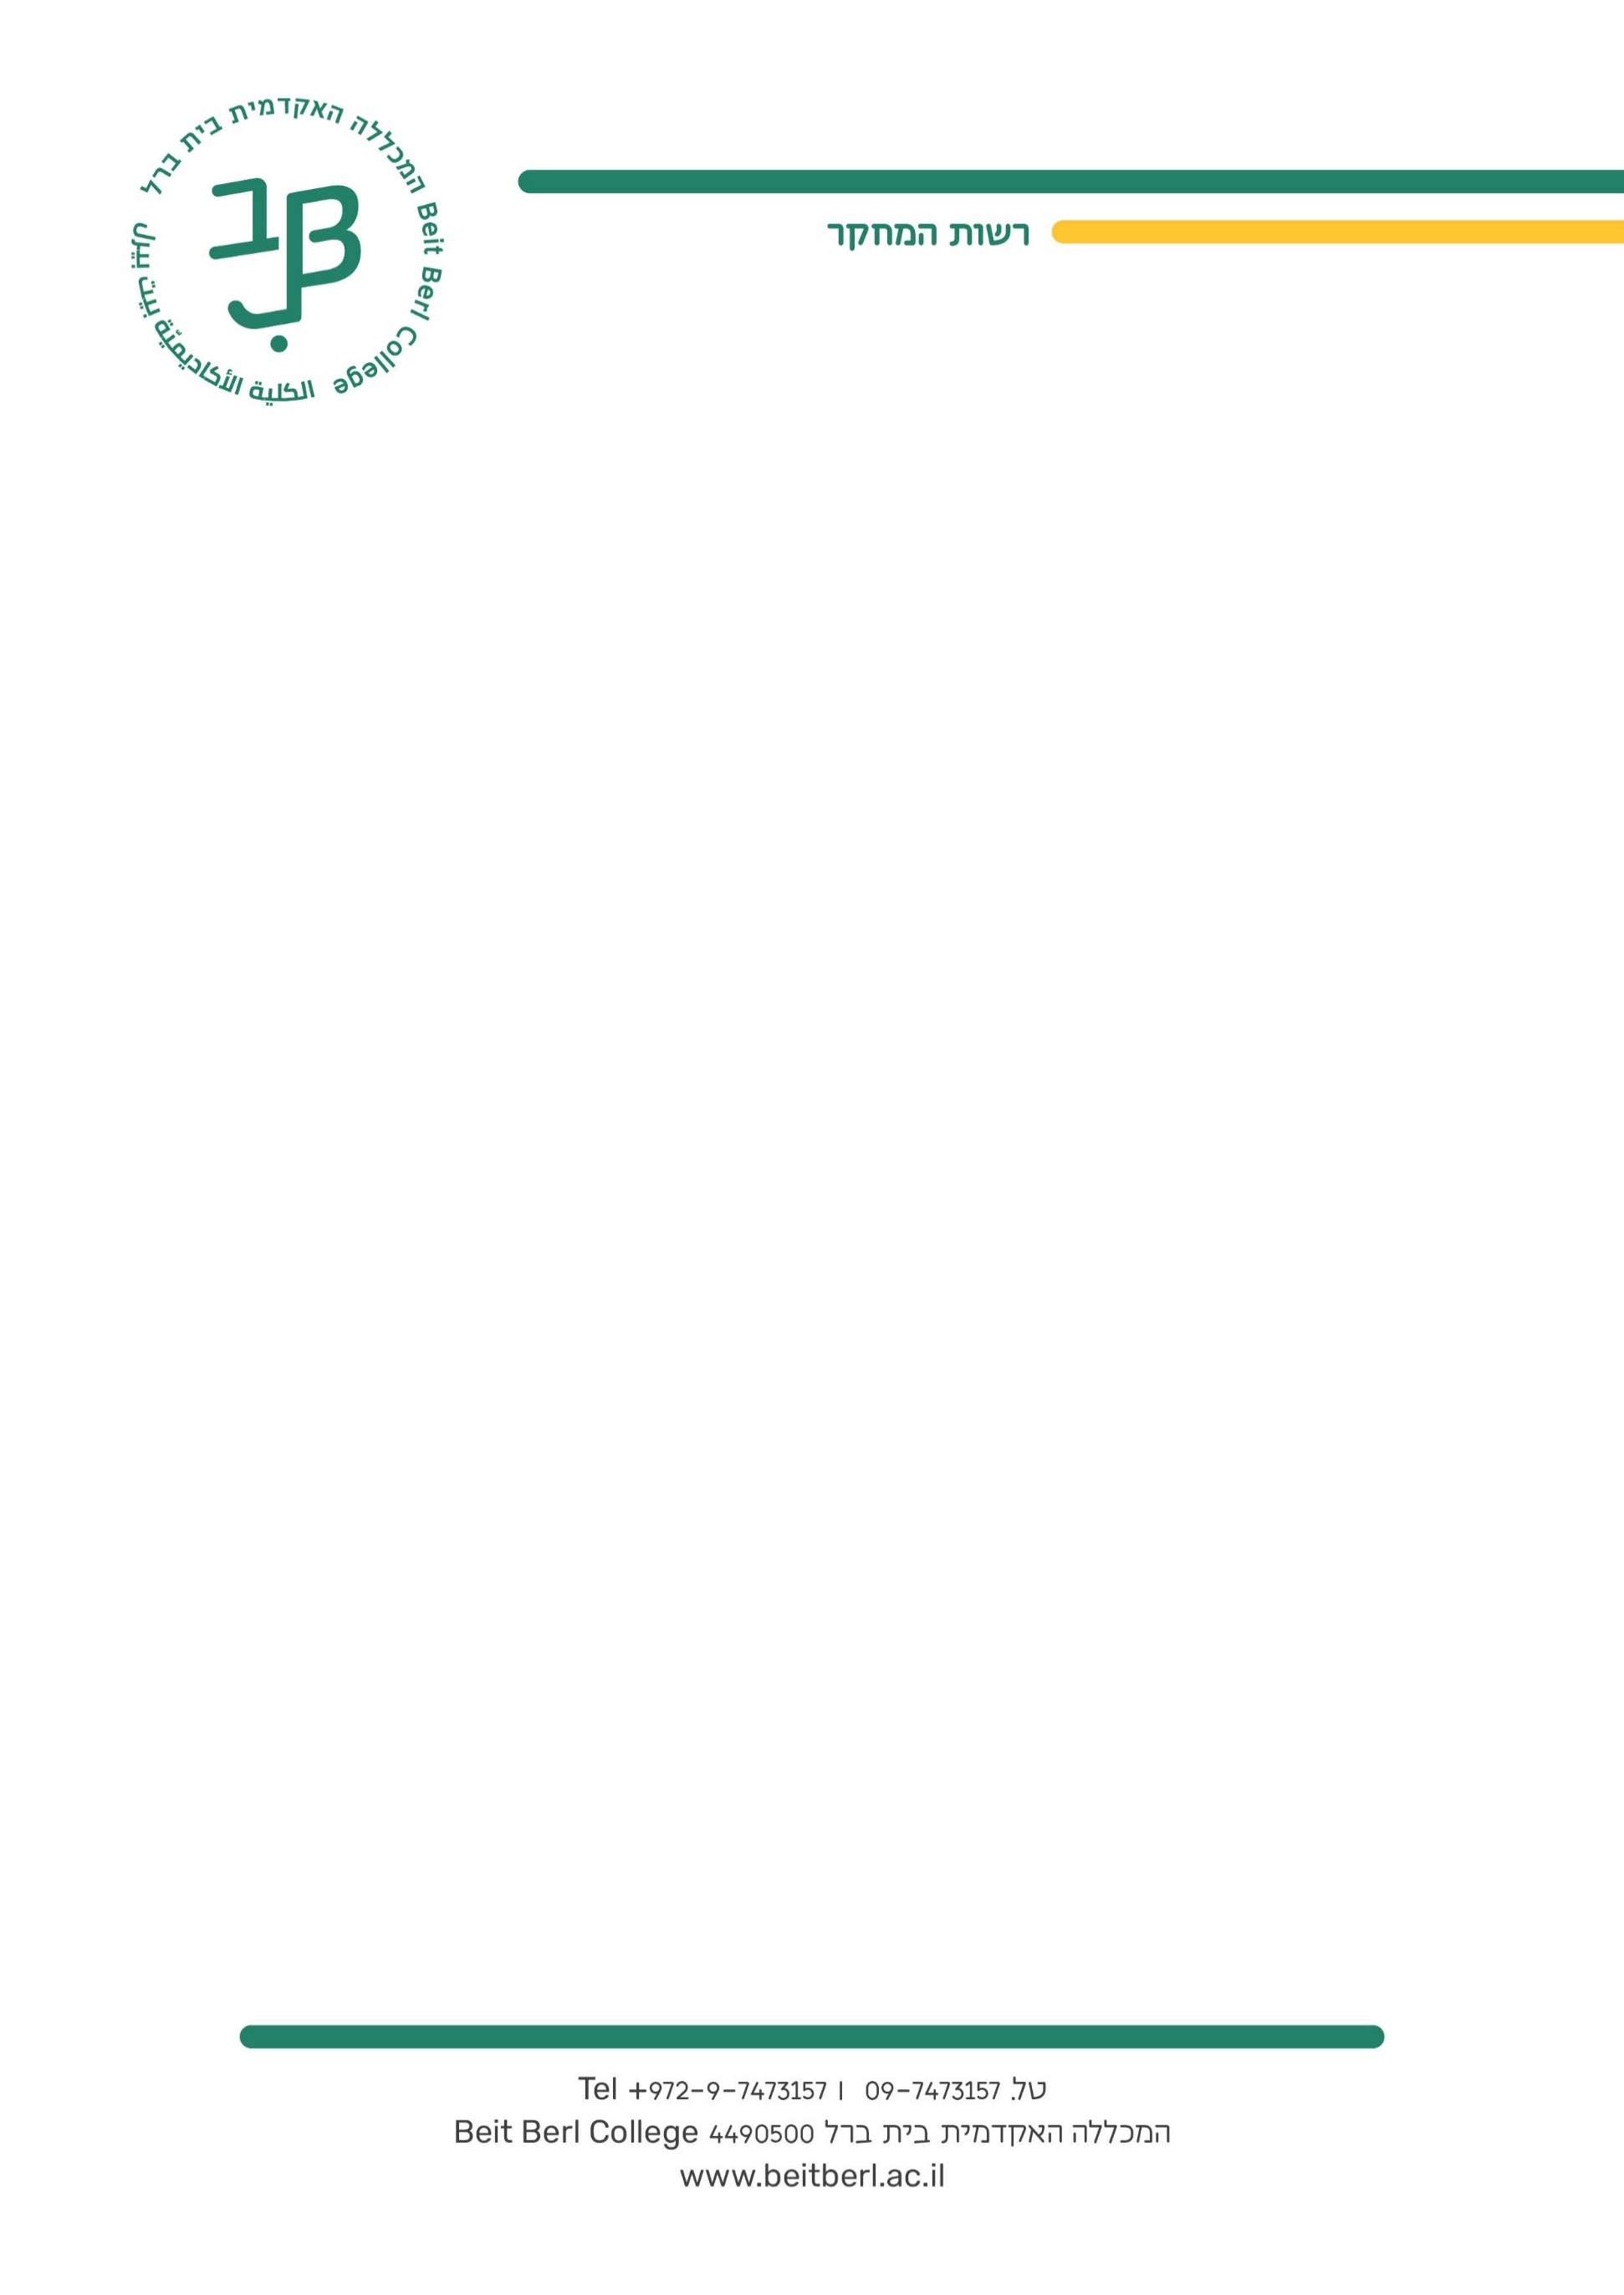 המכללה האקדמית בית ברל
Beit Berl College
الكلية الأكاديمية بيت بيرل
רשות המחקר
Tel +972-9-7473157 | 09-7473157 .טל
Beit Berl College 4490500 המכללה האקדמית בית ברל
www.beitberl.ac.il